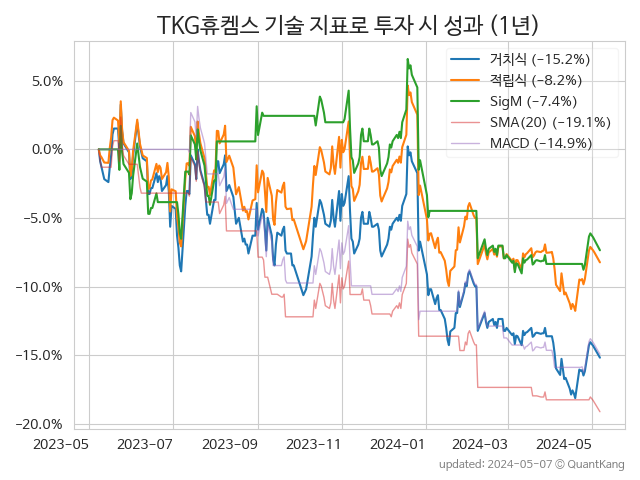 TKG휴켐스 기술 지표로 투자 시 성과 (1년)
거치식 (−15.2%)
적립식 (−8.2%)
SigM (−7.4%)
SMA(20) (−19.1%)
MACD (−14.9%)
5.0%
0.0%
−5.0%
−10.0%
−15.0%
−20.0%
2023-05 2023-07 2023-09 2023-11 2024-01 2024-03 2024-05
updated: 2024-05-07 © QuantKang